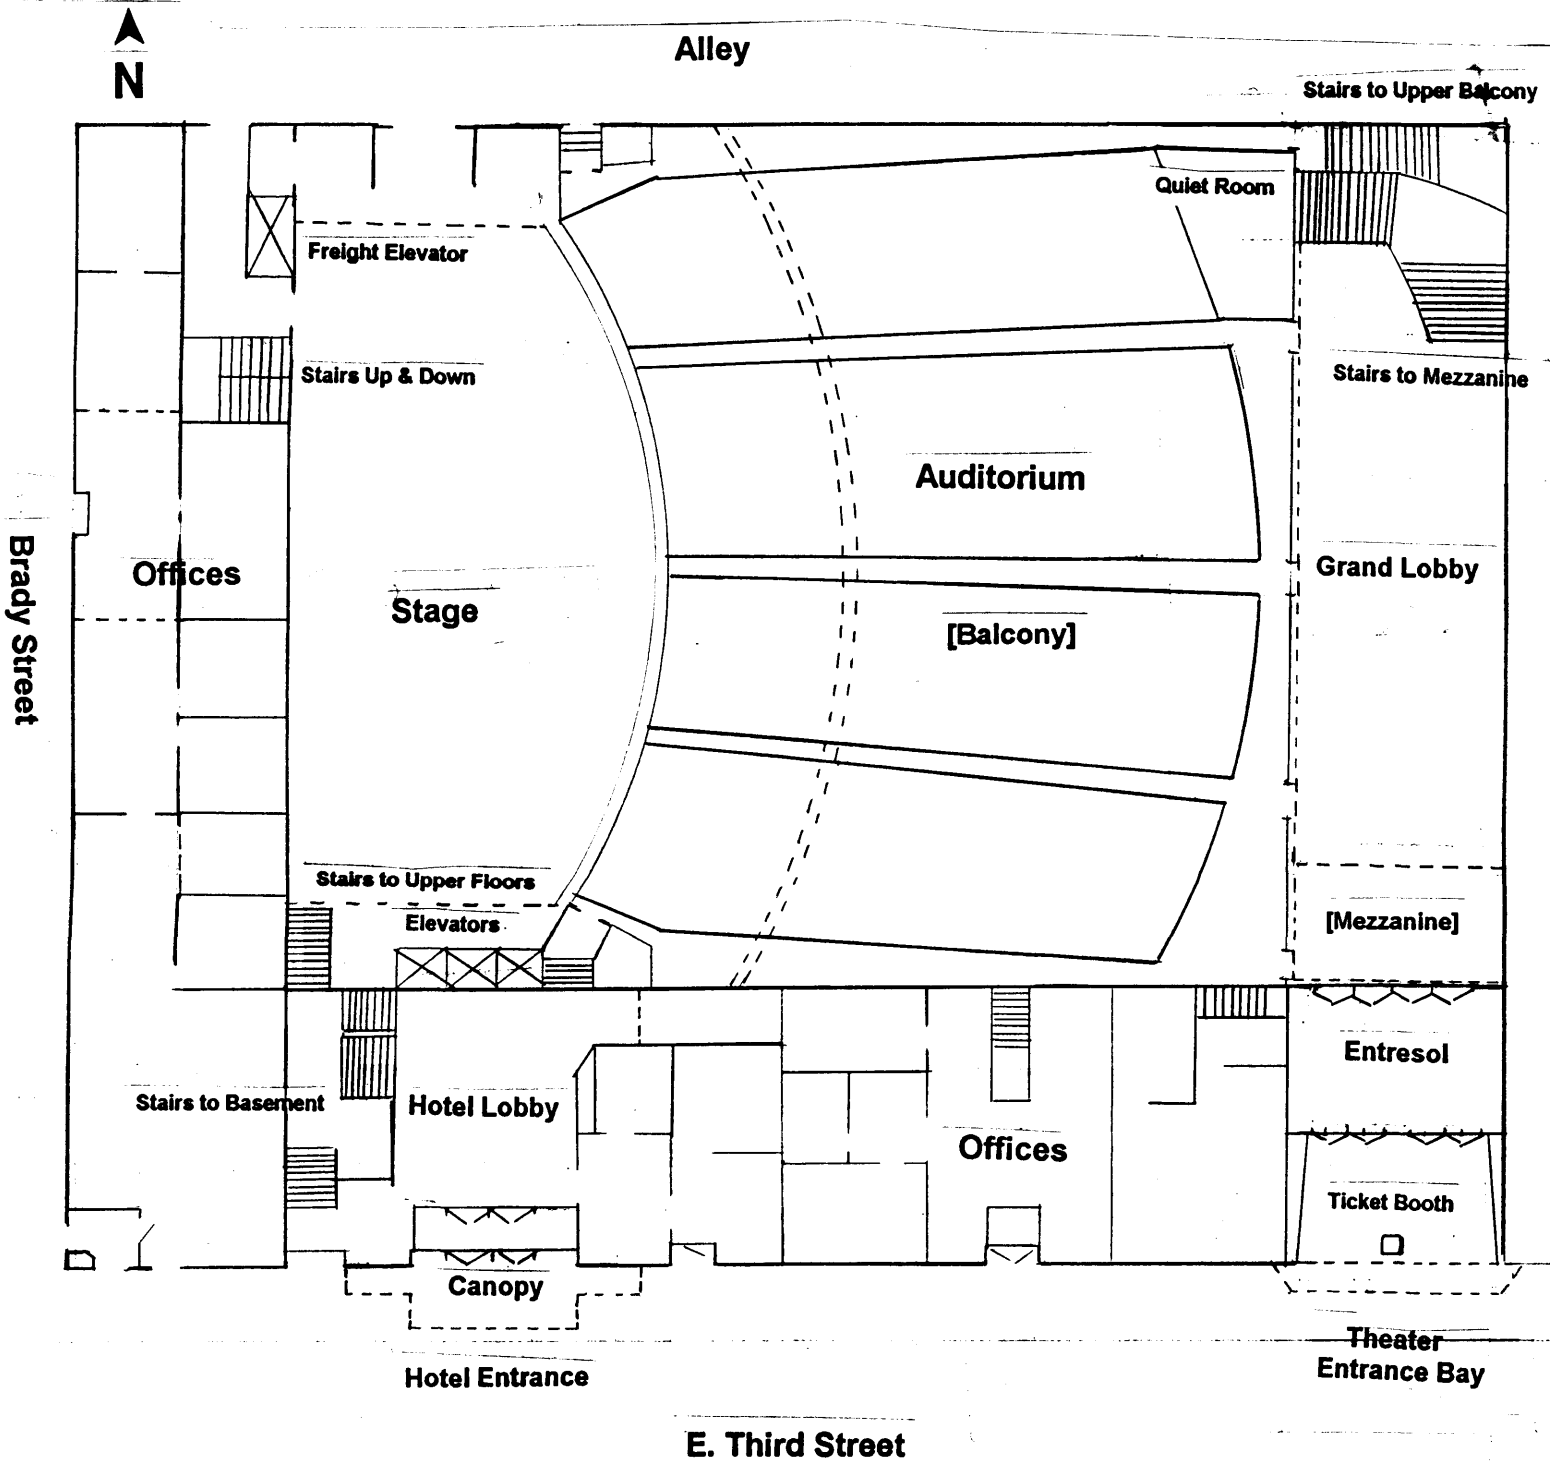 N
Alley
Stairs to Upper Balcony
Quiet Room
Freight Elevator
Stairs Up & Down
Stairs to Mezzanine
Auditorium
Brady Street
Offices
Stage
Grand Lobby
[Balcony]
Stairs to Upper Floors
Elevators
[Mezzanine]
Entresol
Stairs to Basement
Hotel Lobby
Offices
Ticket Booth
Canopy
Theater
Entrance Bay
Hotel Entrance
E. Third Street